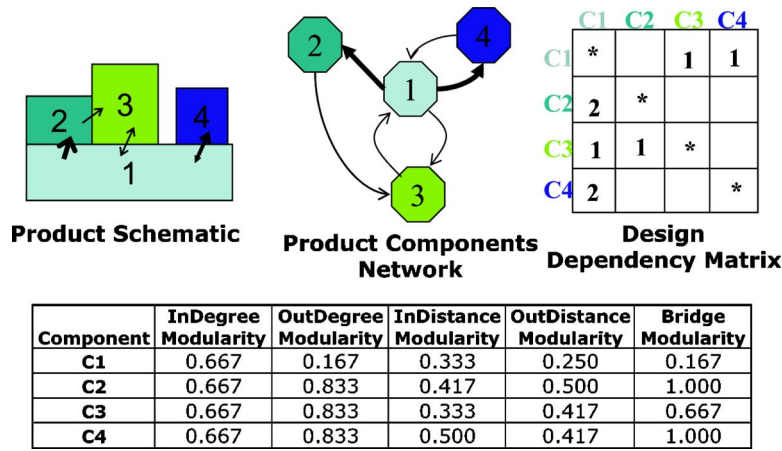 2
3
4
1
Product Schematic
2
4
1
3
Product Components
Network
C1 C2 C3 C4
C1 * 1 1
C2 2 *
C3 1 1 *
C4 2 *
Design
Dependency Matrix
Component InDegree Modularity OutDegree Modularity InDistance Modularity OutDistance Modularity Bridge Modularity
C1 0.667 0.167 0.333 0.250 0.167
C2 0.667 0.833 0.417 0.500 1.000
C3 0.667 0.833 0.333 0.417 0.667
C4 0.667 0.833 0.500 0.417 1.000